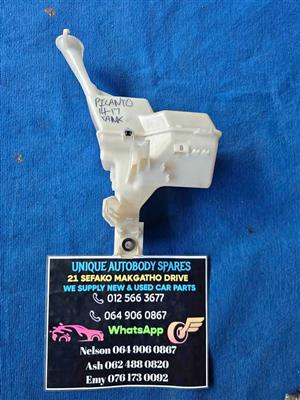 PICANTO
14-17
TANK
UNIQUE AUTOBODY SPARES
21 SEFAKO MAKGATHO DRIVE
WE SUPPLY NEW & USED CAR PARTS
012 566 3677
064 906 0867
WhatsApp
Nelson 064 906 0867
Ash 062 488 0820
Emy 076 173 0092